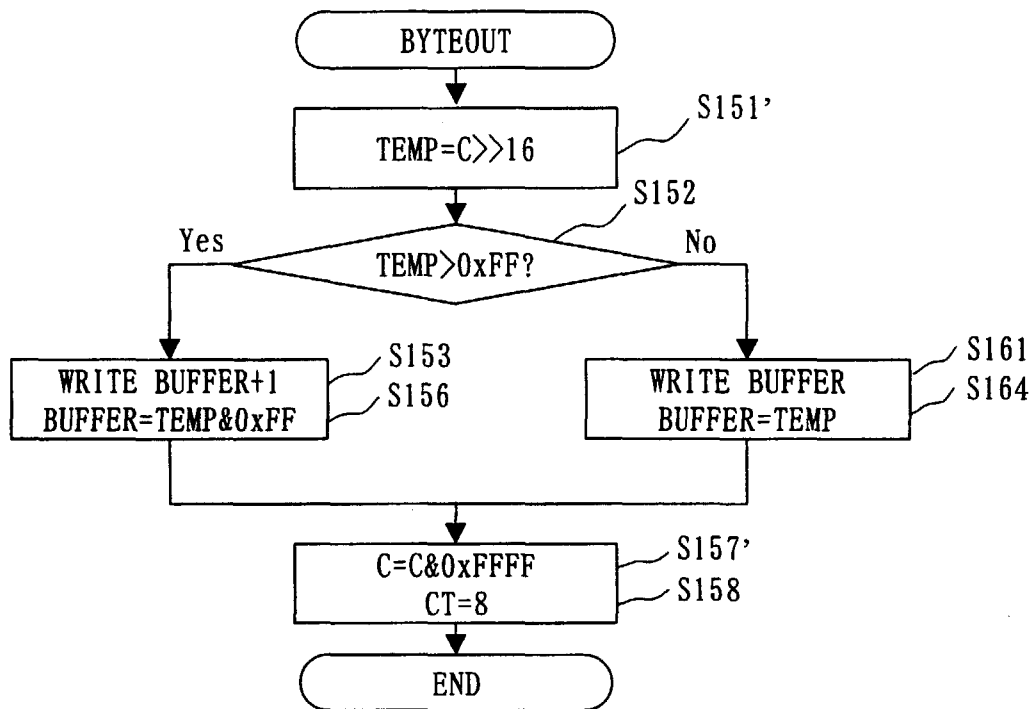 BYTEOUT
S151’
TEMP=C>>16
S152
Yes
No
TEMP>0xFF?
S153
WRITE BUFFER+1
S156
BUFFER=TEMP&0xFF
S161
WRITE BUFFER
S164
BUFFER=TEMP
S157’
C=C&0xFFFF
S158
CT=8
END